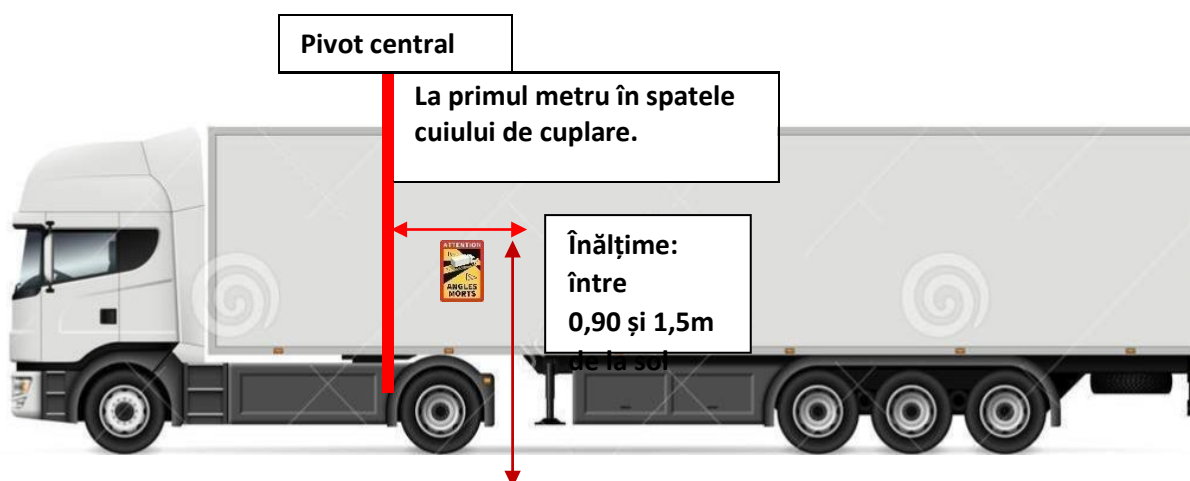 Pivot central
La primul metru în spatele
cuiului de cuplare.
ATTENTION
ANGLES
MORTS
Înălțime:
între
0,90 și 1,5m
de la sol